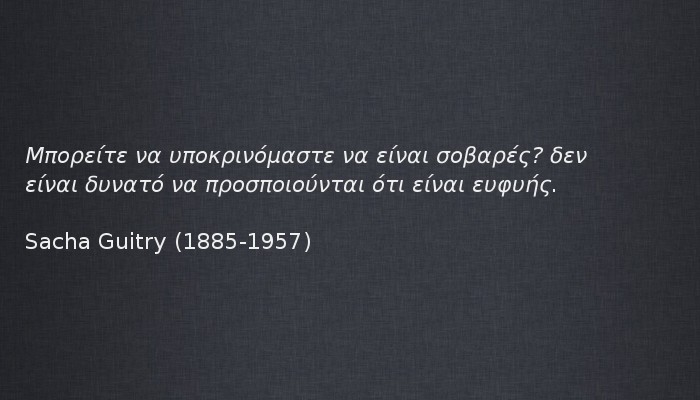 Μπορείτε να υποκρινόμαστε να είναι σοβαρές? δεν
είναι δυνατό να προσποιούνται ότι είναι ευφυής.
Sacha Guitry (1885-1957)